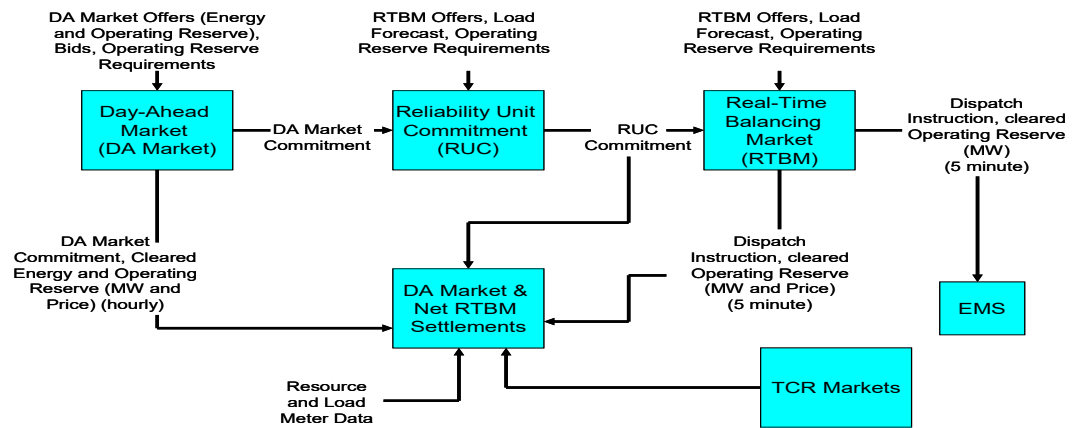 DA Market Offers (Energy
and Operating Reserve),
Bids, Operating Reserve
Requirements
RTBM Offers, Load
Forecast, Operating
Reserve Requirements
RTBM Offers, Load
Forecast, Operating
Reserve Requirements
Day-Ahead
Market
(DA Market)
DA Market
Commitment
Reliability Unit
Commitment
(RUC)
RUC
Commitment
Real-Time
Balancing
Market
(RTBM)
Dispatch
Instruction, cleared
Operating Reserve
(MW)
(5 minute)
DA Market
Commitment, Cleared
Energy and Operating
Reserve (MW and
Price) (hourly)
DA Market &
Net RTBM
Settlements
Dispatch
Instruction, cleared
Operating Reserve
(MW and Price)
(5 minute)
EMS
Resource
and Load
Meter Data
TCR Markets